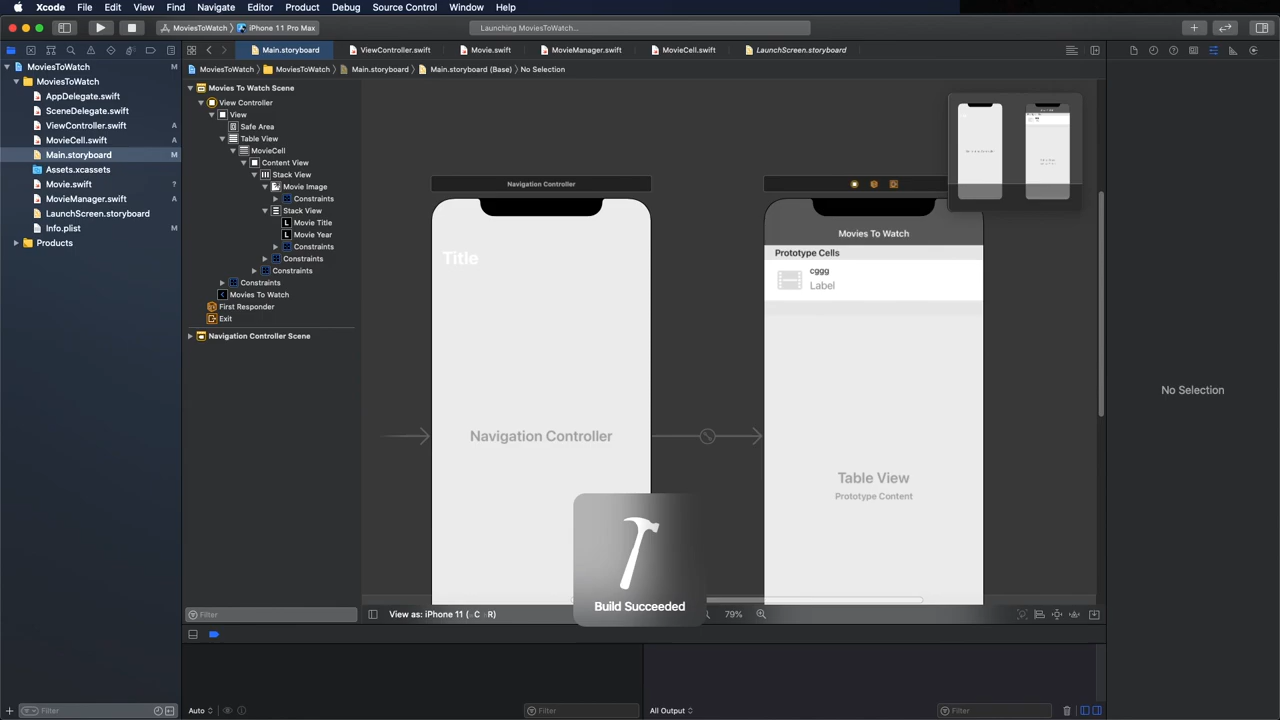 Xcode File Edit View Find Navigate Editor Product Debug Source Control Window Help
MoviesToWatch iPhone 11 Pro Max Launching MoviesToWatch...
Main.storyboard ViewController.swift Movie.swift MovieManager.swift MovieCell.swift LaunchScreen.storyboard
MoviesToWatch MoviesToWatch Main.storyboard Main.storyboard (Base) No Selection
MoviesToWatch M
MoviesToWatch
AppDelegate.swift
SceneDelegate.swift
ViewController.swift A
MovieCell.swift A
Main.storyboard M
Assets.xcassets
Movie.swift ?
MovieManager.swift A
LaunchScreen.storyboard
Info.plist M
Products
Movies To Watch Scene
View Controller
View
Safe Area
Table View
MovieCell
Content View
Stack View
Movie Image
Constraints
Stack View
L Movie Title
L Movie Year
Constraints
Constraints
Constraints
Constraints
Movies To Watch
First Responder
Exit
Navigation Controller Scene
Navigation Controller
Title
Navigation Controller
Movies To Watch
Prototype Cells
cggg
Label
Table View
Prototype Content
Build Succeeded
No Selection
Filter
View as: iPhone 11 ( C R)
79%
Auto
Filter
All Output
Filter
Filter